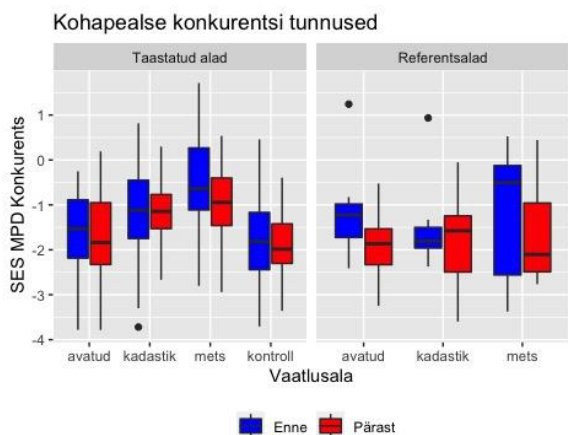 Kohapealse konkurentsi tunnused
Taastatud alad
Referentsalad
SES MPD Konkurents
1
0
-1
-2
-3
-4
avatud kadastik mets kontroll
avatud kadastik mets
Vaatlusala
Enne Pärast